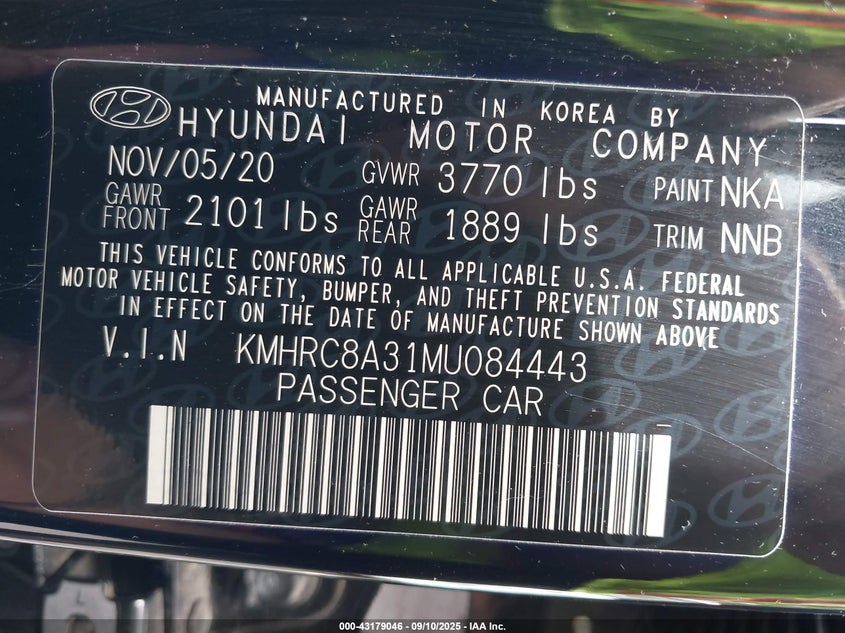 MANUFACTURED IN KOREA BY
HYUNDAI MOTOR COMPANY
NOV/05/20 GVWR 3770 lbs PAINT NKA
GAWR FRONT 2101 lbs GAWR REAR 1889 lbs TRIM NNB
THIS VEHICLE CONFORMS TO ALL APPLICABLE U.S.A. FEDERAL
MOTOR VEHICLE SAFETY, BUMPER, AND THEFT PREVENTION STANDARDS
IN EFFECT ON THE DATE OF MANUFACTURE SHOWN ABOVE
V.I.N KMHRC8A31MU084443
PASSENGER CAR
000-43179046 - 09/10/2025 - IAA Inc.